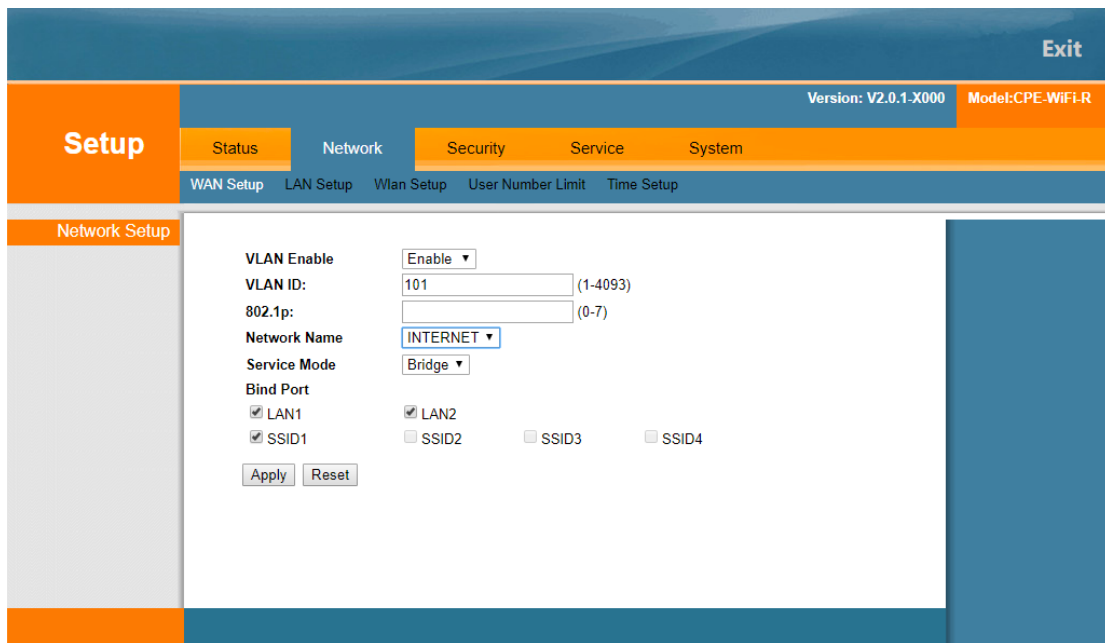 Exit
Version: V2.0.1-X000 Model:CPE-WiFi-R
Setup
Status Network Security Service System
WAN Setup LAN Setup Wlan Setup User Number Limit Time Setup
Network Setup
VLAN Enable Enable
VLAN ID: 101 (1-4093)
802.1p: (0-7)
Network Name INTERNET
Service Mode Bridge
Bind Port
LAN1 LAN2
SSID1 SSID2 SSID3 SSID4
Apply Reset